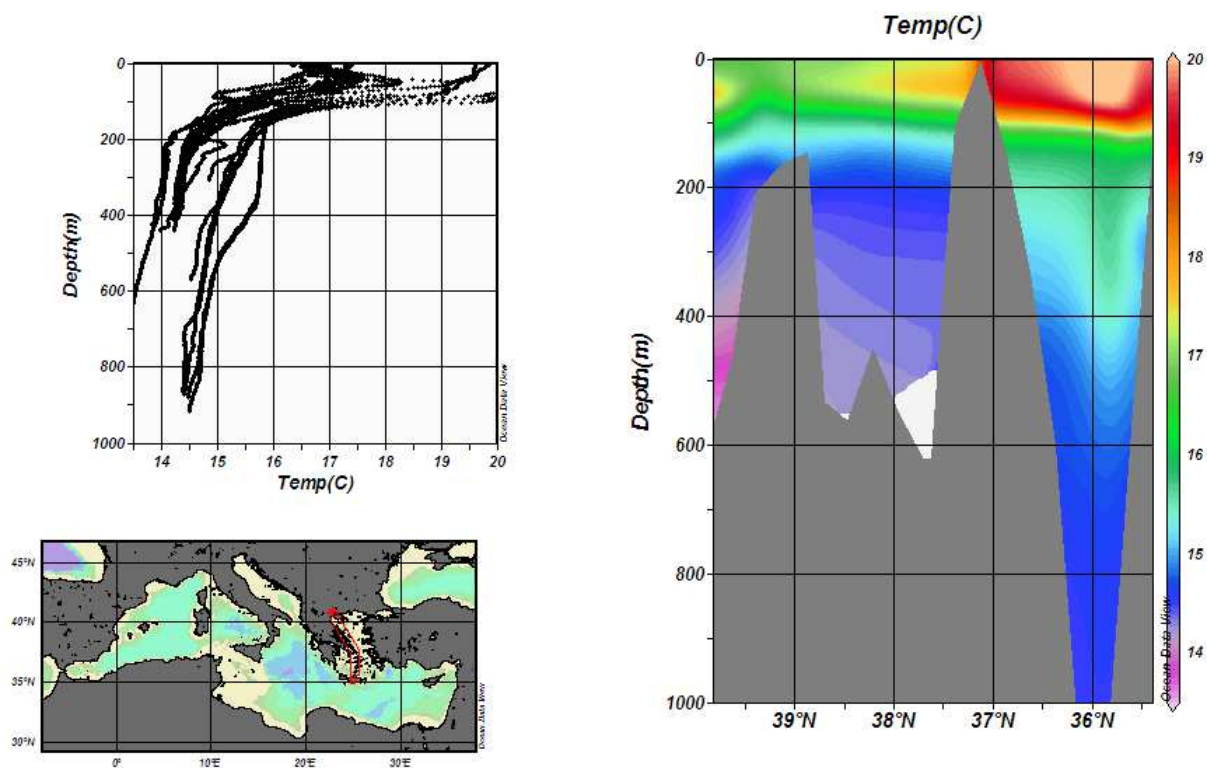 0
200
400
600
800
1000
Depth(m)
14
15
16
17
18
19
20
Temp(C)
Ocean Data View
45°N
40°N
35°N
30°N
0°
10°E
20°E
30°E
Ocean Data View
Temp(C)
0
200
400
600
800
1000
Depth(m)
39°N
38°N
37°N
36°N
20
19
18
17
16
15
14
Ocean Data View